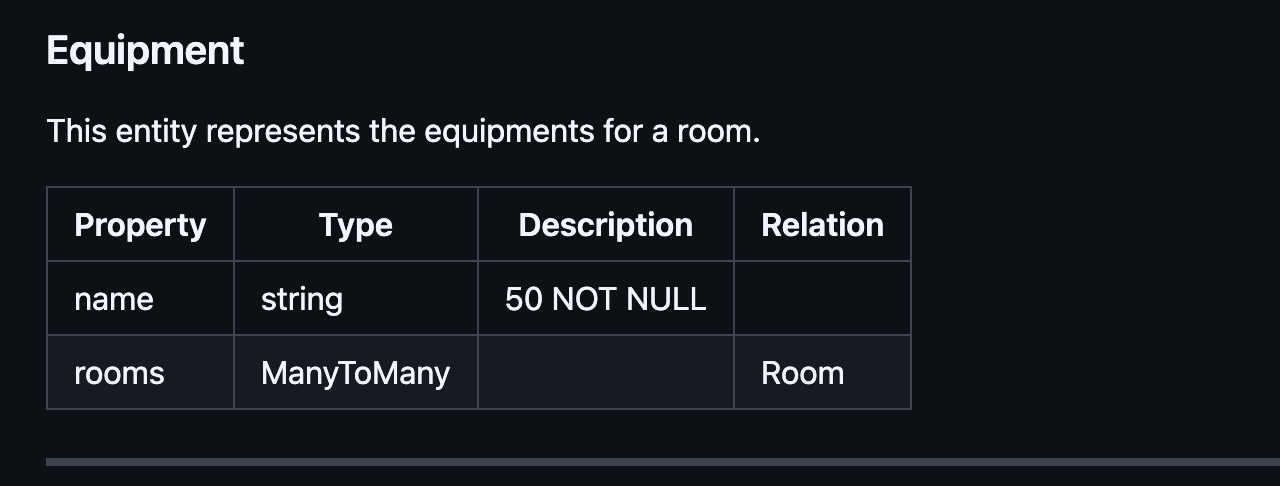 Equipment
This entity represents the equipments for a room.
Property Type Description Relation
name string 50 NOT NULL
rooms ManyToMany Room